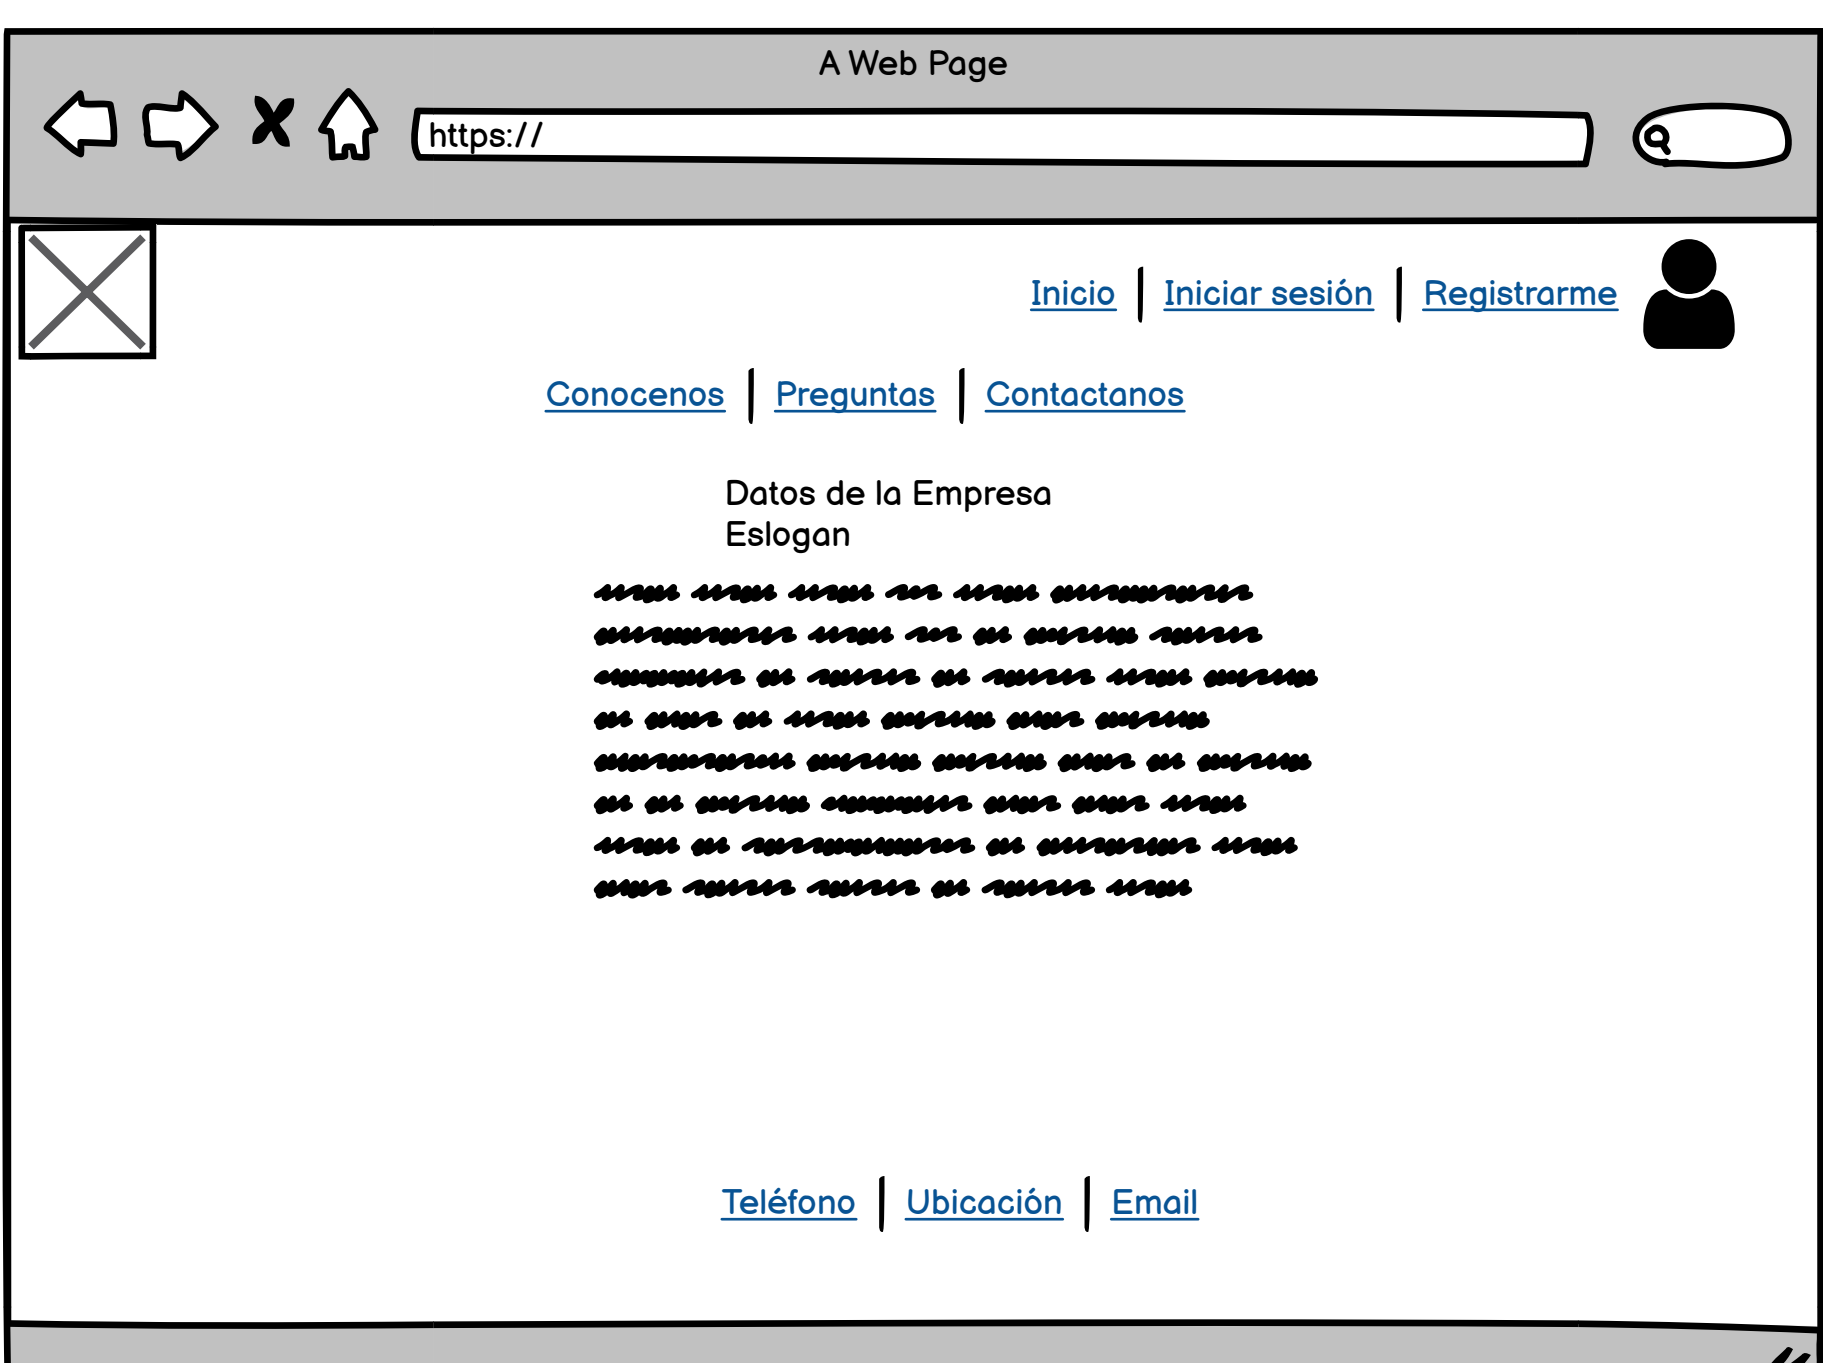 A Web Page
https://
Inicio | Iniciar sesión | Registrarme
Conocenos | Preguntas | Contactanos
Datos de la Empresa
Eslogan
Teléfono | Ubicación | Email